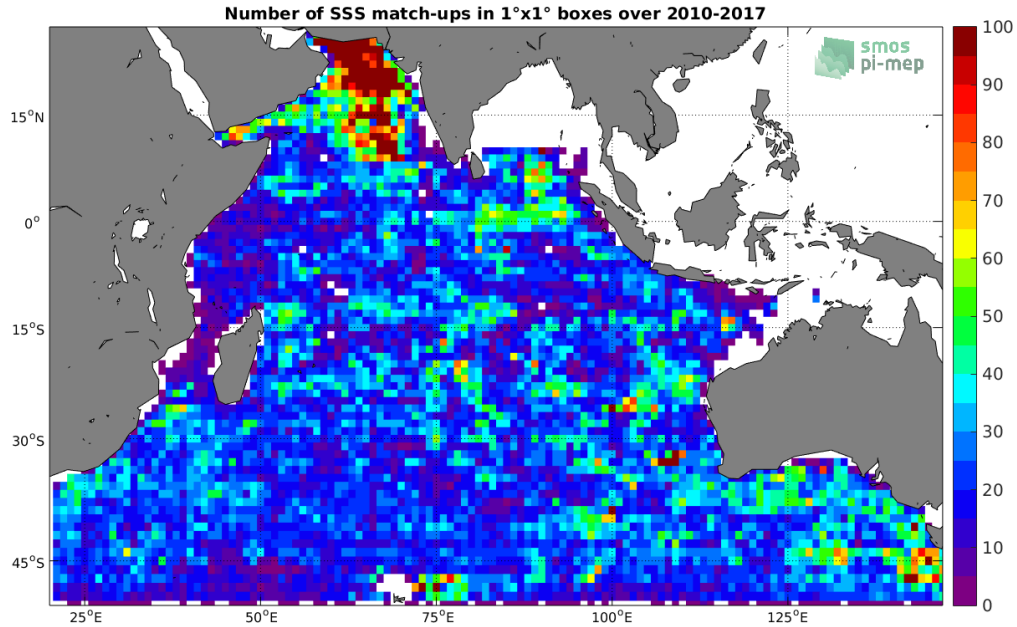 Number of SSS match-ups in 1°x1° boxes over 2010-2017
smos
pi-mep
100
90
80
70
60
50
40
30
20
10
0
15°N
0°
15°S
30°S
45°S
25°E
50°E
75°E
100°E
125°E